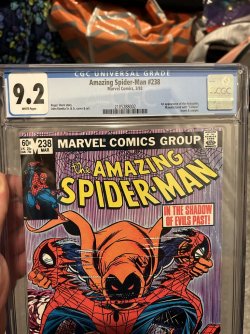 CGC UNIVERSAL GRADE
Amazing Spider-Man #238
Marvel Comics, 3/83
9.2
WHITE Pages
CGC
60¢
238
MAR
MARVEL COMICS GROUP
THE AMAZING
SPIDER-MAN
IN THE SHADOW
OF EVILS PAST!